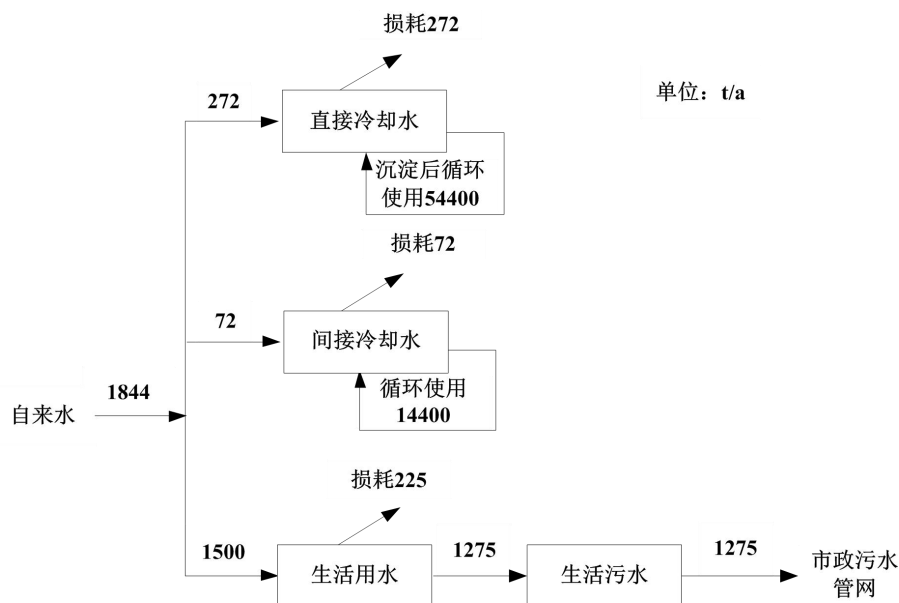 损耗272
单位：t/a
272
直接冷却水
沉淀后循环
使用54400
损耗72
72
间接冷却水
循环使用
14400
1844
自来水
损耗225
1500
生活用水
1275
生活污水
1275
市政污水
管网